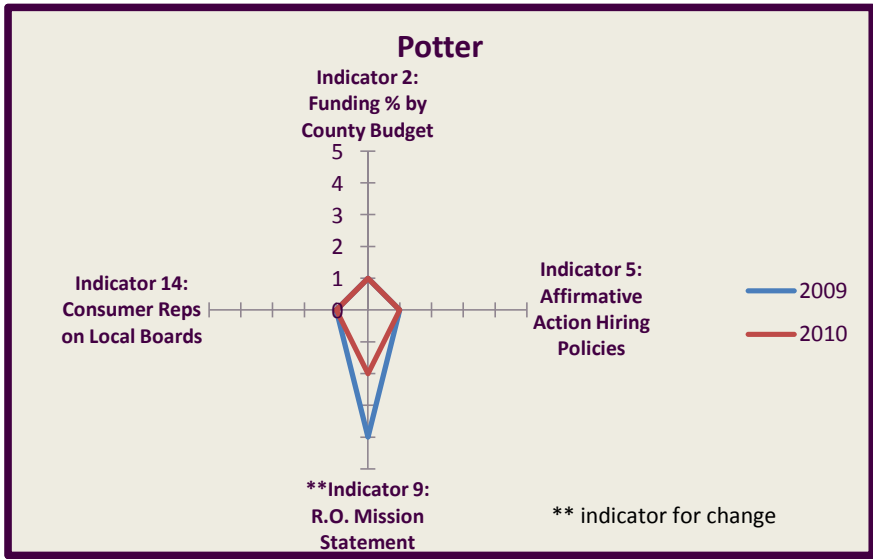 Potter
Indicator 2:
Funding % by
County Budget
5
4
3
2
1
0
Indicator 14:
Consumer Reps
on Local Boards
Indicator 5:
Affirmative
Action Hiring
Policies
2009
2010
**Indicator 9:
R.O. Mission
Statement
** indicator for change